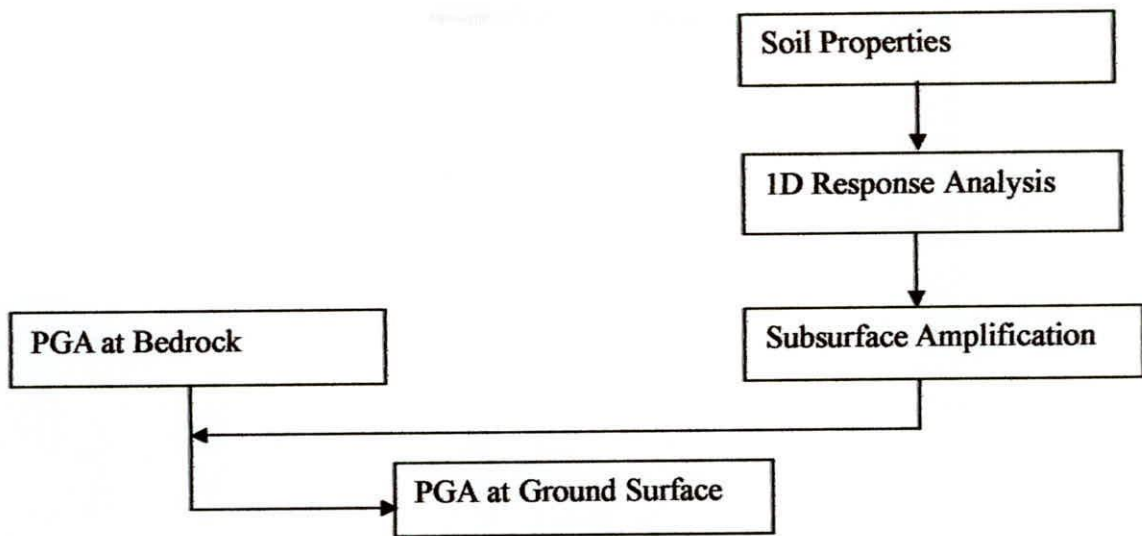 Soil Properties
1D Response Analysis
PGA at Bedrock
Subsurface Amplification
PGA at Ground Surface